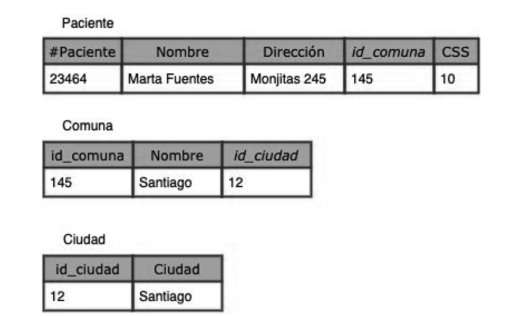 Paciente
#Paciente Nombre Dirección id_comuna CSS
23464 Marta Fuentes Monjitas 245 145 10
Comuna
id_comuna Nombre id_ciudad
145 Santiago 12
Ciudad
id_ciudad Ciudad
12 Santiago